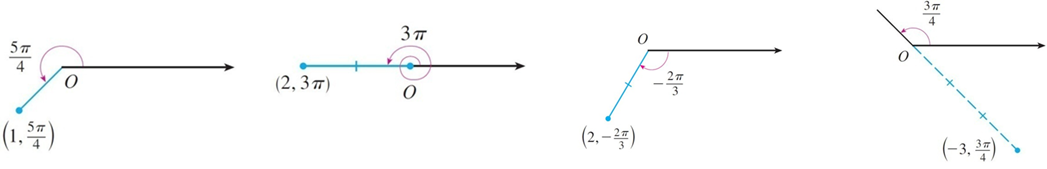 5π/4
O
(1, 5π/4)
3π
(2, 3π)
O
O
-2π/3
(2, -2π/3)
3π/4
O
(-3, 3π/4)